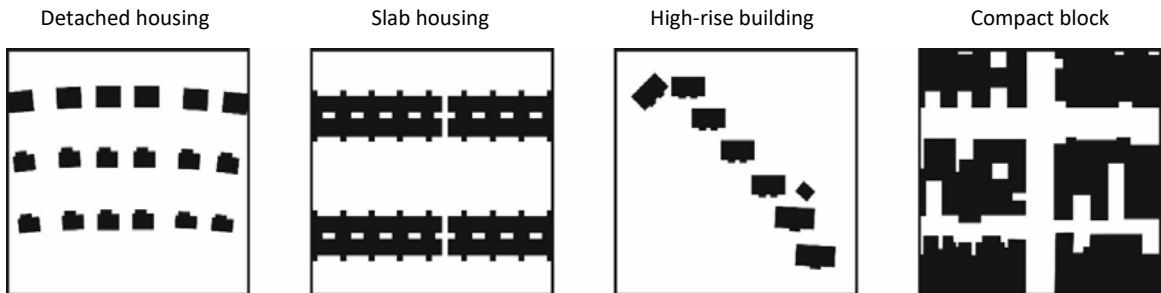 Detached housing
Slab housing
High-rise building
Compact block